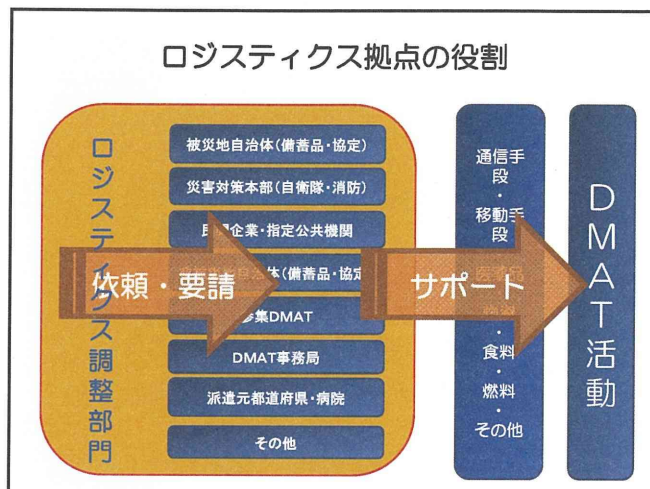 ロジスティクス拠点の役割
ロジスティクス調整部門
被災地自治体(備蓄品・協定)
災害対策本部(自衛隊・消防)
企業・指定公共機関
自治体(備蓄品・協定
参集DMAT
DMAT事務局
派遣元都道府県・病院
その他
依頼・要請
サポート
通信手
段
・
移動手
段
医薬品
・
食料
・
燃料
・
その他
DMAT活動